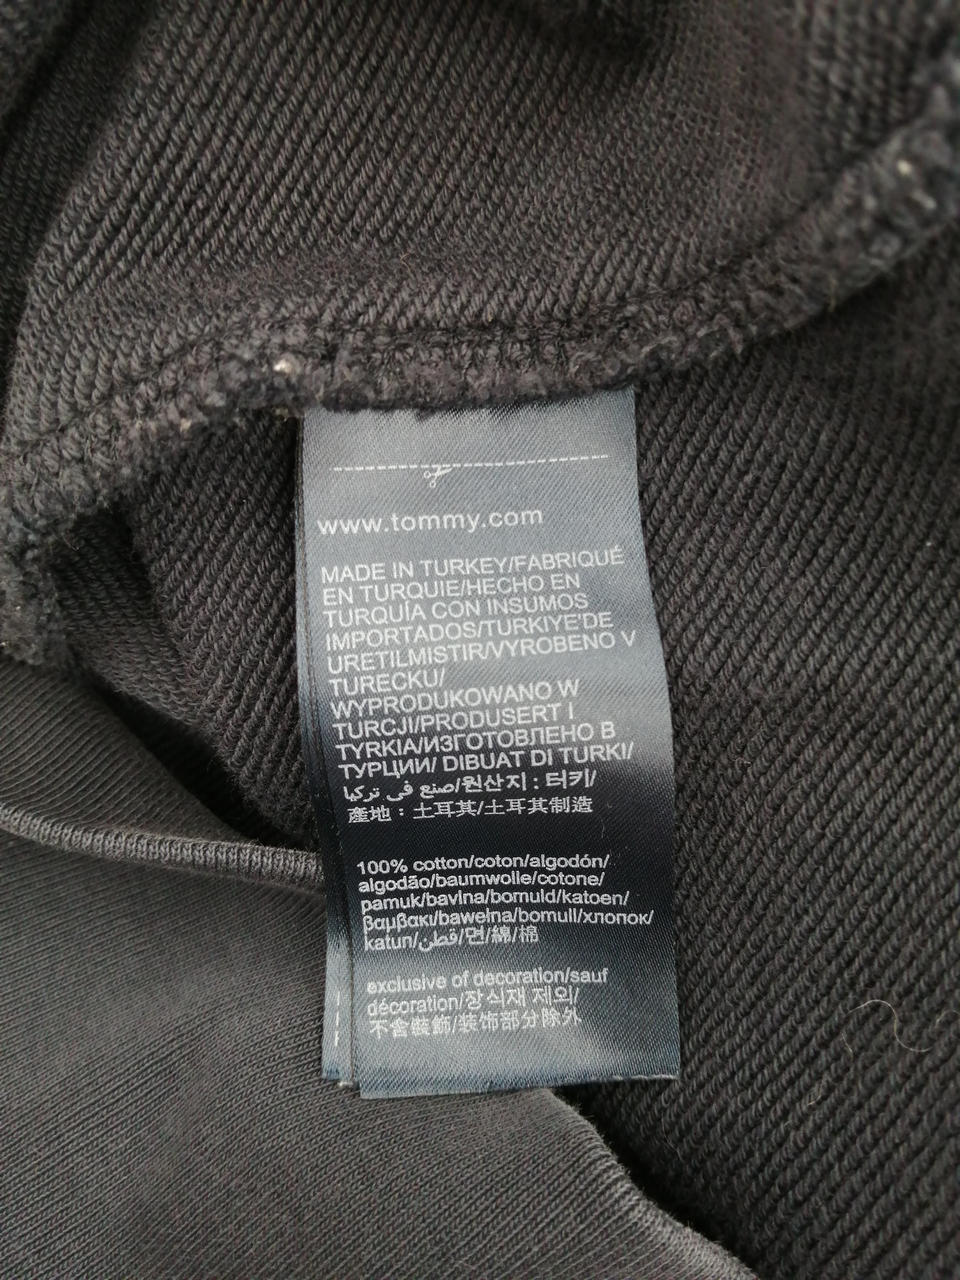 www.tommy.com
MADE IN TURKEY/FABRIQUÉ
EN TURQUIE/HECHO EN
TURQUÍA CON INSUMOS
IMPORTADOS/TURKIYE'DE
URETILMISTIR/VYROBENO V
TURECKU/
WYPRODUKOWANO W
TURCJI/PRODUSERT I
TYRKIA/ИЗГОТОВЛЕНО В
ТУРЦИИ/ DIBUAT DI TURKI/
صنع في تركيا/원산지 : 터키/
產地：土耳其/土耳其制造
100% cotton/coton/algodón/
algodão/baumwolle/cotone/
pamuk/bavlna/bomuld/katoen/
βαμβακι/bawełna/bomull/хлопок/
katun/قطن/면/綿/棉
exclusive of decoration/sauf
décoration/장식재 제외/
不含裝飾/装饰部分除外